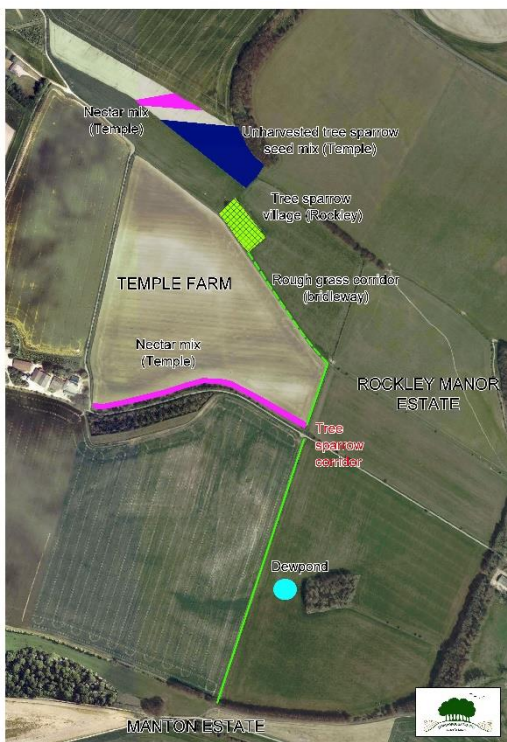 Nectar mix
(Temple)
Unharvested tree sparrow
seed mix (Temple)
Tree sparrow
village (Rockley)
Rough grass corridor
(bridleway)
TEMPLE FARM
Nectar mix
(Temple)
ROCKLEY MANOR
ESTATE
Tree
sparrow
corridor
Dewpond
MANTON ESTATE